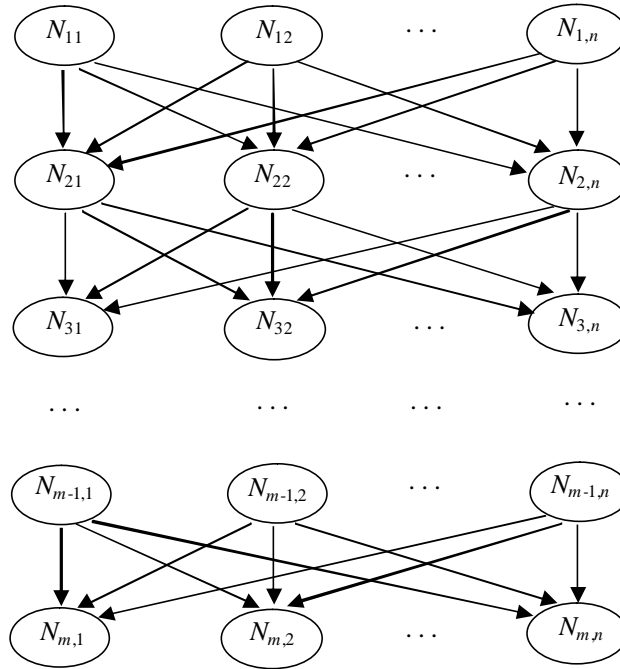 N11 N12 ... N1,n
N21 N22 ... N2,n
N31 N32 ... N3,n
... ... ... ...
Nm-1,1 Nm-1,2 ... Nm-1,n
Nm,1 Nm,2 ... Nm,n